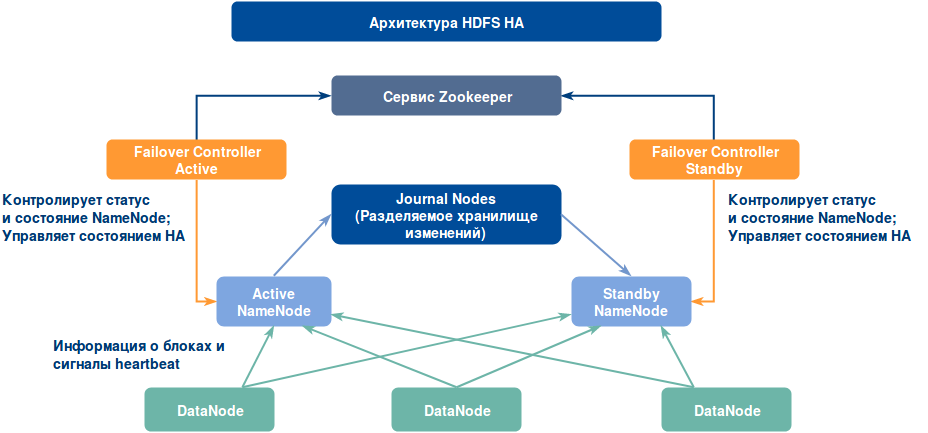 Архитектура HDFS HA
Сервис Zookeeper
Failover Controller
Active
Failover Controller
Standby
Контролирует статус
и состояние NameNode;
Управляет состоянием HA
Journal Nodes
(Разделяемое хранилище
изменений)
Контролирует статус
и состояние NameNode;
Управляет состоянием HA
Active
NameNode
Standby
NameNode
Информация о блоках и
сигналы heartbeat
DataNode
DataNode
DataNode